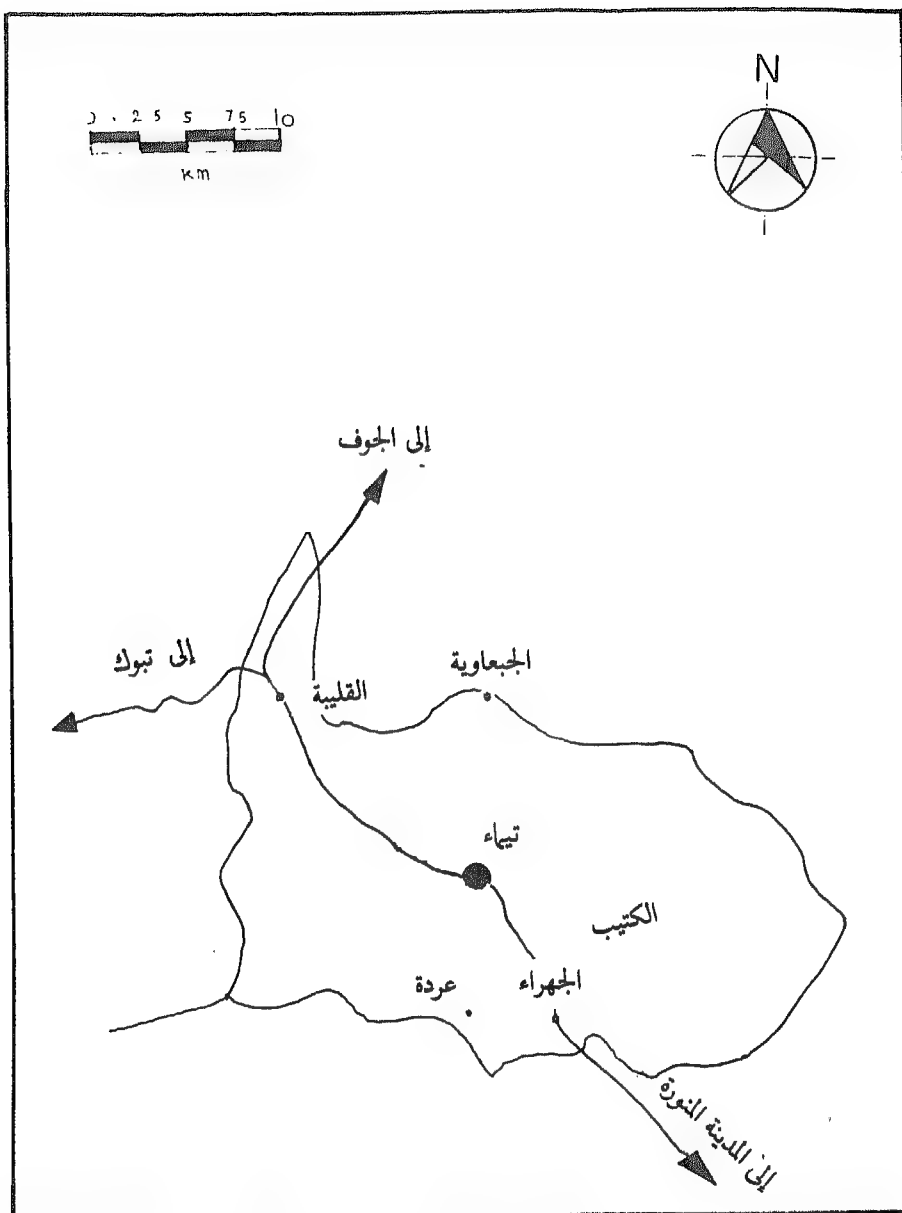 N
0 . 2 5 5 7 5 10
km
إلى الجوف
إلى تبوك
القليبة
الجبعاوية
تيماء
الكتيب
الجهراء
عردة
إلى المدينة المنورة